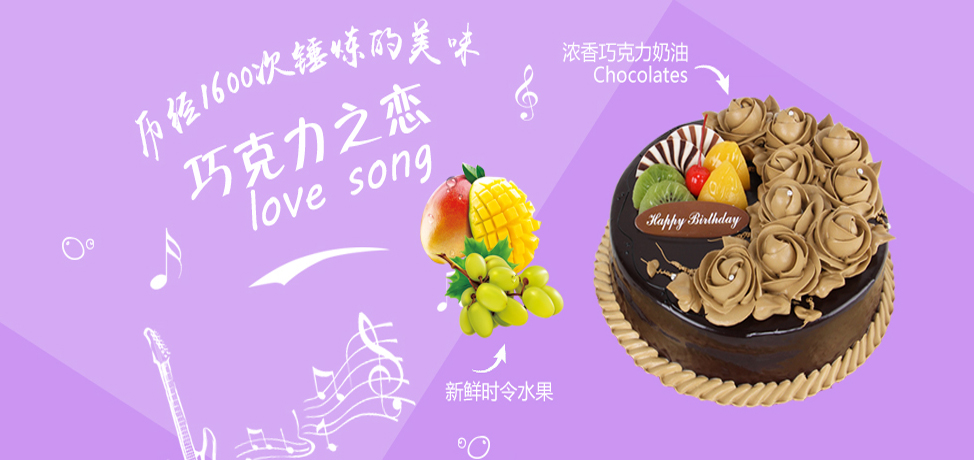 历经1600次锤炼的美味
巧克力之恋
love song
浓香巧克力奶油
Chocolates
Happy Birthday
新鲜时令水果